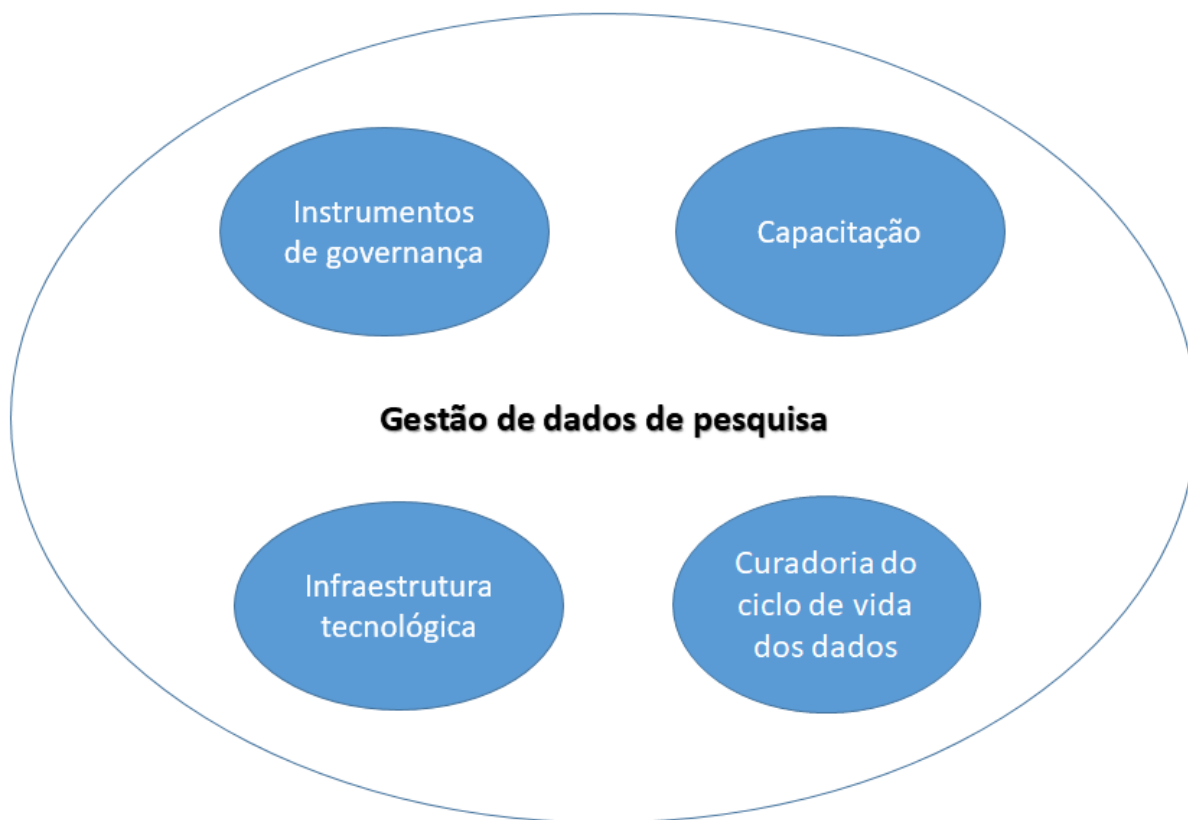 Instrumentos
de governança
Capacitação
Gestão de dados de pesquisa
Infraestrutura
tecnológica
Curadoria do
ciclo de vida
dos dados